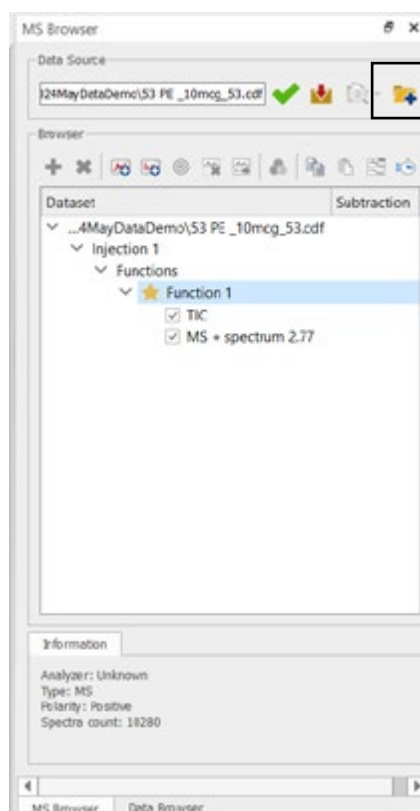 MS Browser
Data Source
)24MayDataDemo\53 PE _10mcg_53.cdf
Browser
Dataset Subtraction
...4MayDataDemo\53 PE _10mcg_53.cdf
Injection 1
Functions
Function 1
TIC
MS + spectrum 2.77
Information
Analyzer: Unknown
Type: MS
Polarity: Positive
Spectra count: 10280
MS Browser Data Browser